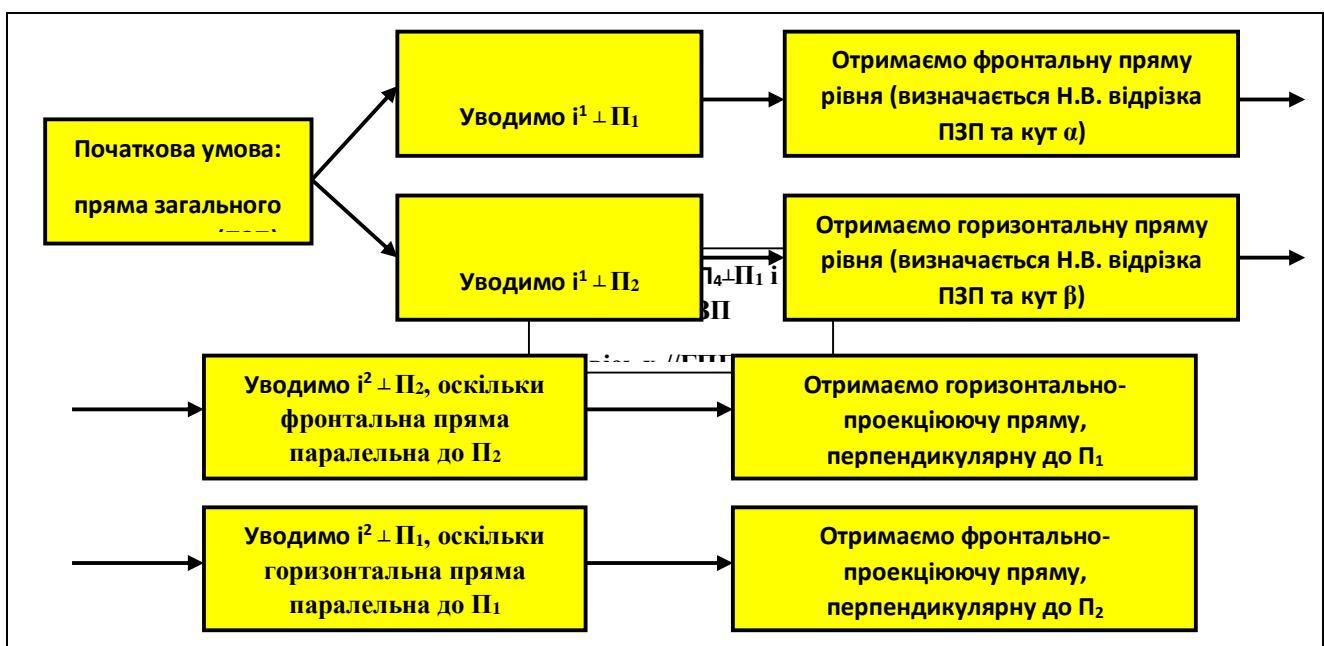 Початкова умова:
пряма загального
Уводимо i¹ ⊥ П₁
Отримаємо фронтальну пряму
рівня (визначається Н.В. відрізка
ПЗП та кут α)
Уводимо i¹ ⊥ П₂
П₄⊥П₁ і
ЗП
Отримаємо горизонтальну пряму
рівня (визначається Н.В. відрізка
ПЗП та кут β)
Уводимо i² ⊥ П₂, оскільки
фронтальна пряма
паралельна до П₂
Отримаємо горизонтально-
проекціюючу пряму,
перпендикулярну до П₁
Уводимо i² ⊥ П₁, оскільки
горизонтальна пряма
паралельна до П₁
Отримаємо фронтально-
проекціюючу пряму,
перпендикулярну до П₂